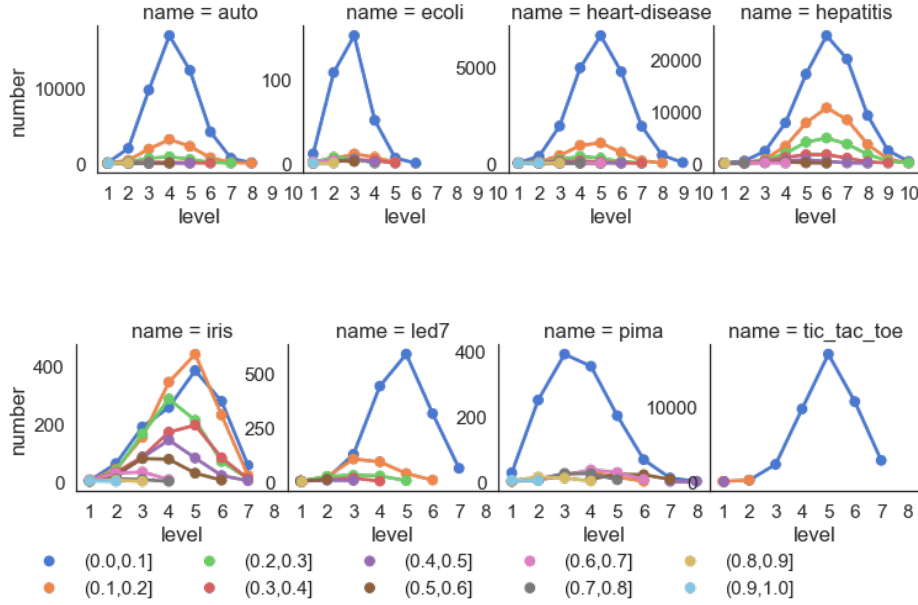 name = auto name = ecoli name = heart-disease name = hepatitis
number
10000
0
100
0
5000
0
20000
10000
0
1 2 3 4 5 6 7 8 9 10 1 2 3 4 5 6 7 8 9 10 1 2 3 4 5 6 7 8 9 10 1 2 3 4 5 6 7 8 9 10
level level level level
name = iris name = led7 name = pima name = tic_tac_toe
number
400
200
0
500
250
0
400
200
0
10000
0
1 2 3 4 5 6 7 8 1 2 3 4 5 6 7 8 1 2 3 4 5 6 7 8 1 2 3 4 5 6 7 8
level level level level
(0.0,0.1] (0.2,0.3] (0.4,0.5] (0.6,0.7] (0.8,0.9]
(0.1,0.2] (0.3,0.4] (0.5,0.6] (0.7,0.8] (0.9,1.0]